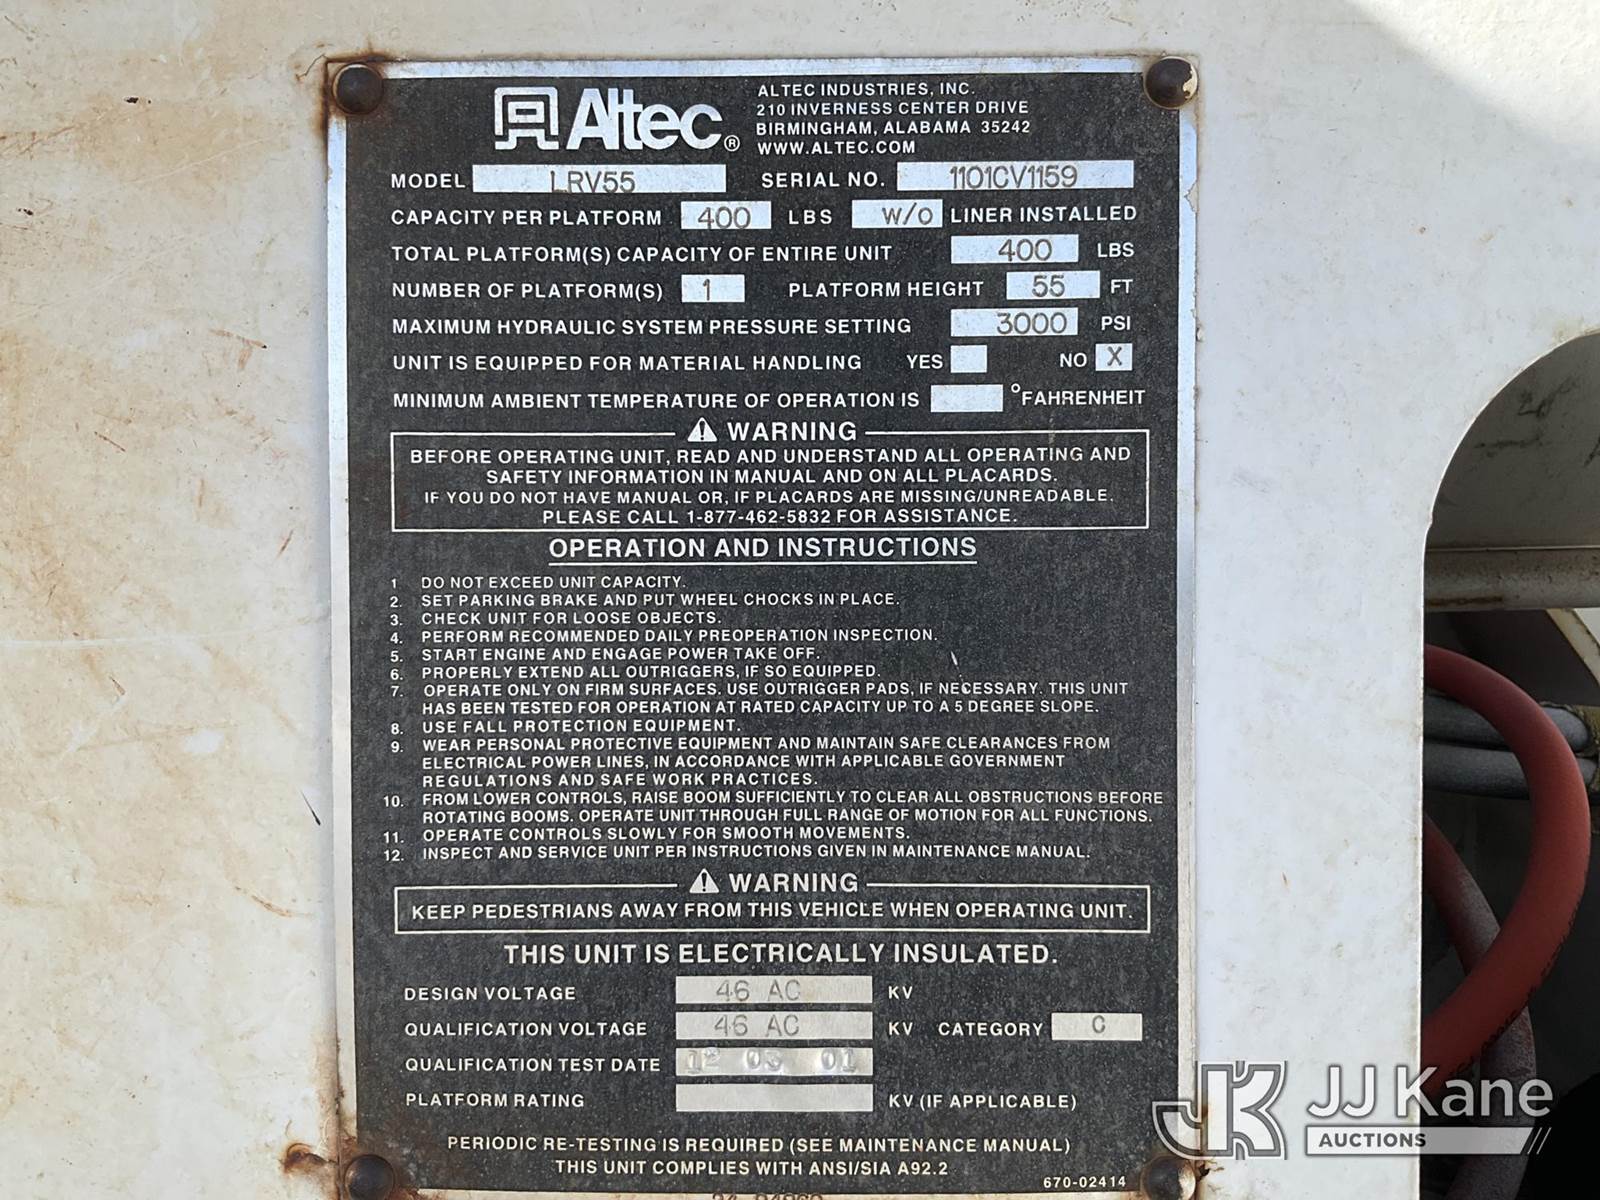 Altec®
ALTEC INDUSTRIES, INC.
210 INVERNESS CENTER DRIVE
BIRMINGHAM, ALABAMA 35242
WWW.ALTEC.COM
MODEL LRV55 SERIAL NO. 1101CV1159
CAPACITY PER PLATFORM 400 LBS W/O LINER INSTALLED
TOTAL PLATFORM(S) CAPACITY OF ENTIRE UNIT 400 LBS
NUMBER OF PLATFORM(S) 1 PLATFORM HEIGHT 55 FT
MAXIMUM HYDRAULIC SYSTEM PRESSURE SETTING 3000 PSI
UNIT IS EQUIPPED FOR MATERIAL HANDLING YES NO X
MINIMUM AMBIENT TEMPERATURE OF OPERATION IS °FAHRENHEIT
⚠ WARNING
BEFORE OPERATING UNIT, READ AND UNDERSTAND ALL OPERATING AND
SAFETY INFORMATION IN MANUAL AND ON ALL PLACARDS.
IF YOU DO NOT HAVE MANUAL OR, IF PLACARDS ARE MISSING/UNREADABLE.
PLEASE CALL 1-877-462-5832 FOR ASSISTANCE.
OPERATION AND INSTRUCTIONS
1 DO NOT EXCEED UNIT CAPACITY.
2. SET PARKING BRAKE AND PUT WHEEL CHOCKS IN PLACE.
3. CHECK UNIT FOR LOOSE OBJECTS.
4. PERFORM RECOMMENDED DAILY PREOPERATION INSPECTION.
5. START ENGINE AND ENGAGE POWER TAKE OFF.
6. PROPERLY EXTEND ALL OUTRIGGERS, IF SO EQUIPPED.
7. OPERATE ONLY ON FIRM SURFACES. USE OUTRIGGER PADS, IF NECESSARY. THIS UNIT
HAS BEEN TESTED FOR OPERATION AT RATED CAPACITY UP TO A 5 DEGREE SLOPE.
8. USE FALL PROTECTION EQUIPMENT.
9. WEAR PERSONAL PROTECTIVE EQUIPMENT AND MAINTAIN SAFE CLEARANCES FROM
ELECTRICAL POWER LINES, IN ACCORDANCE WITH APPLICABLE GOVERNMENT
REGULATIONS AND SAFE WORK PRACTICES.
10. FROM LOWER CONTROLS, RAISE BOOM SUFFICIENTLY TO CLEAR ALL OBSTRUCTIONS BEFORE
ROTATING BOOMS. OPERATE UNIT THROUGH FULL RANGE OF MOTION FOR ALL FUNCTIONS.
11. OPERATE CONTROLS SLOWLY FOR SMOOTH MOVEMENTS.
12. INSPECT AND SERVICE UNIT PER INSTRUCTIONS GIVEN IN MAINTENANCE MANUAL.
⚠ WARNING
KEEP PEDESTRIANS AWAY FROM THIS VEHICLE WHEN OPERATING UNIT.
THIS UNIT IS ELECTRICALLY INSULATED.
DESIGN VOLTAGE 46 AC KV
QUALIFICATION VOLTAGE 46 AC KV CATEGORY C
QUALIFICATION TEST DATE 12 03 01
PLATFORM RATING KV (IF APPLICABLE)
PERIODIC RE-TESTING IS REQUIRED (SEE MAINTENANCE MANUAL)
THIS UNIT COMPLIES WITH ANSI/SIA A92.2
670-02414
JK JJ Kane
AUCTIONS